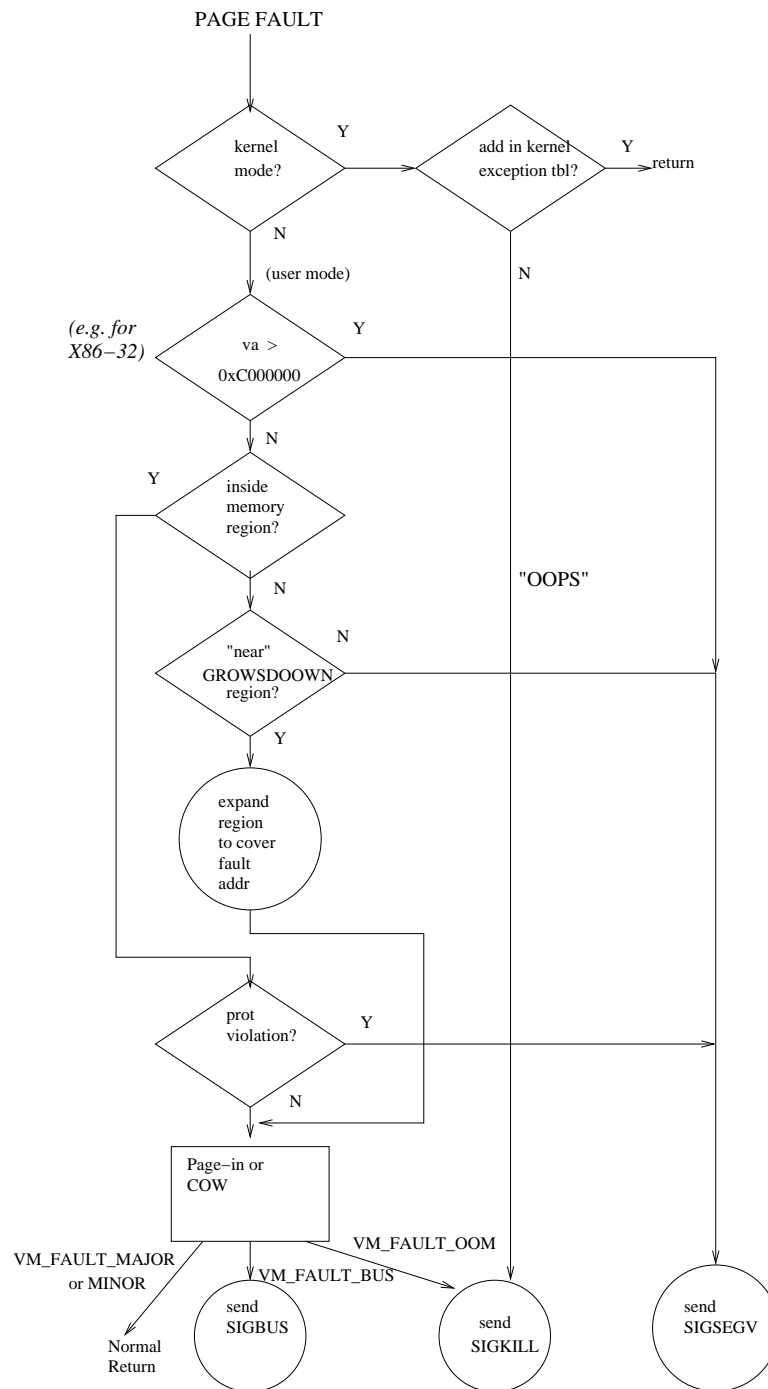 PAGE FAULT
Y
kernel
mode?
add in kernel
exception tbl?
Y
return
N
(user mode)
N
(e.g. for
X86−32)
Y
va >
0xC000000
N
Y
inside
memory
region?
"OOPS"
N
N
"near"
GROWSDOOWN
region?
Y
expand
region
to cover
fault
addr
prot
violation?
Y
N
Page−in or
COW
VM_FAULT_OOM
VM_FAULT_MAJOR
or MINOR
VM_FAULT_BUS
send
SIGBUS
send
SIGKILL
send
SIGSEGV
Normal
Return